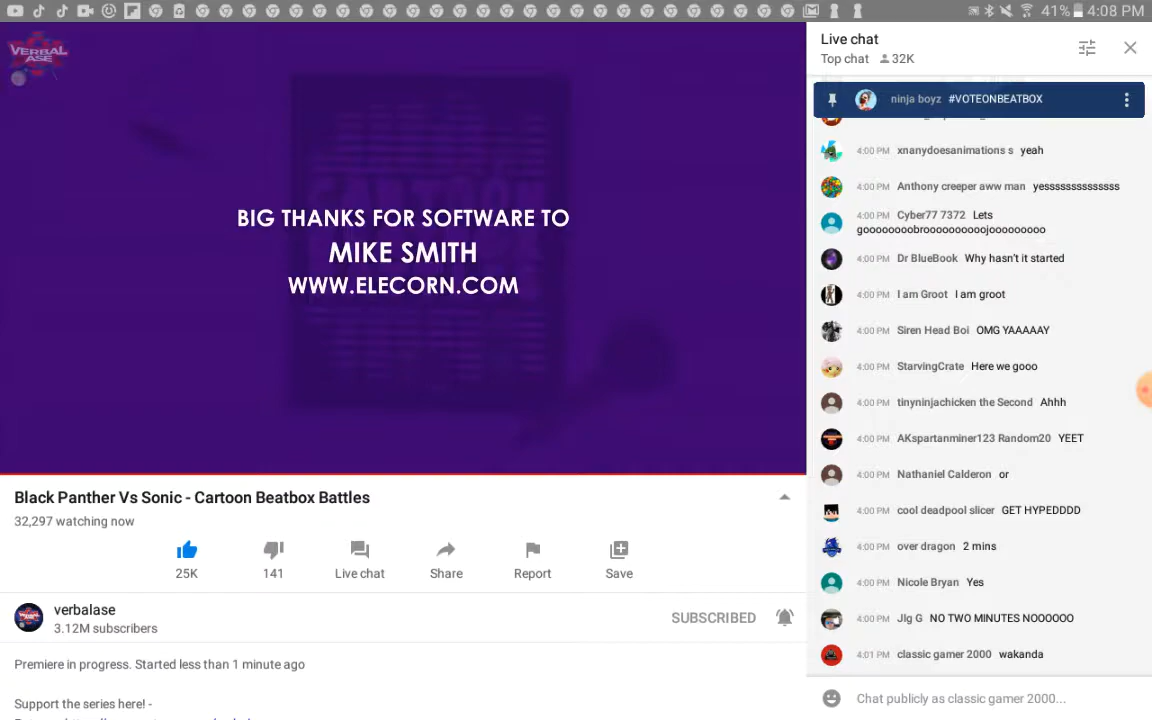 41% 4:08 PM
VERBAL
ASE
BIG THANKS FOR SOFTWARE TO
MIKE SMITH
WWW.ELECORN.COM
Black Panther Vs Sonic - Cartoon Beatbox Battles
32,297 watching now
25K
141
Live chat
Share
Report
Save
verbalase
3.12M subscribers
SUBSCRIBED
Premiere in progress. Started less than 1 minute ago
Support the series here! -
Live chat
Top chat 32K
ninja boyz #VOTEONBEATBOX
4:00 PM xnanydoesanimations s yeah
4:00 PM Anthony creeper aww man yesssssssssssssss
4:00 PM Cyber77 7372 Lets
goooooooobroooooooooojooooooooo
4:00 PM Dr BlueBook Why hasn't it started
4:00 PM I am Groot I am groot
4:00 PM Siren Head Boi OMG YAAAAAY
4:00 PM StarvingCrate Here we gooo
4:00 PM tinyninjachicken the Second Ahhh
4:00 PM AKspartanminer123 Random20 YEET
4:00 PM Nathaniel Calderon or
4:00 PM cool deadpool slicer GET HYPEDDDD
4:00 PM over dragon 2 mins
4:00 PM Nicole Bryan Yes
4:00 PM Jlg G NO TWO MINUTES NOOOOOO
4:01 PM classic gamer 2000 wakanda
Chat publicly as classic gamer 2000...